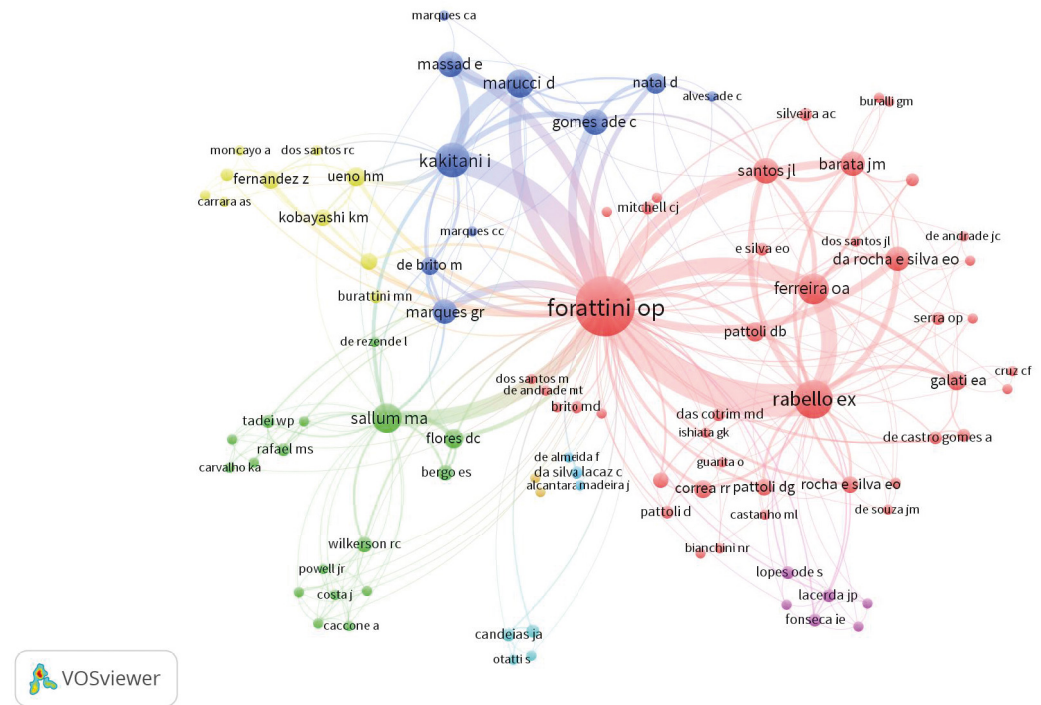 marques ca
massad e
marucci d
natal d
alves ade c
buralli gm
gomes ade c
silveira ac
moncayo a
dos santos rc
kakitani i
santos jl
barata jm
fernandez z
ueno hm
carrara as
kobayashi km
mitchell cj
marques cc
e silva eo
dos santos jl
de andrade jc
da rocha e silva eo
de brito m
ferreira oa
burattini mn
forattini op
marques gr
serra op
pattoli db
de rezende l
dos santos m
cruz cf
galati ea
de andrade mt
rabello ex
brito md
sallum ma
das cotrim md
tadei wp
ishiata gk
flores dc
de castro gomes a
rafael ms
de almeida f
guarita o
carvalho ka
bergo es
da silva lacaz c
alcantara madeira j
correa rr
pattoli dg
rocha e silva eo
pattoli d
castanho ml
de souza jm
wilkerson rc
bianchini nr
powell jr
lopes ode s
costa j
lacerda jp
caccone a
fonseca ie
candeias ja
otatti s
VOSviewer